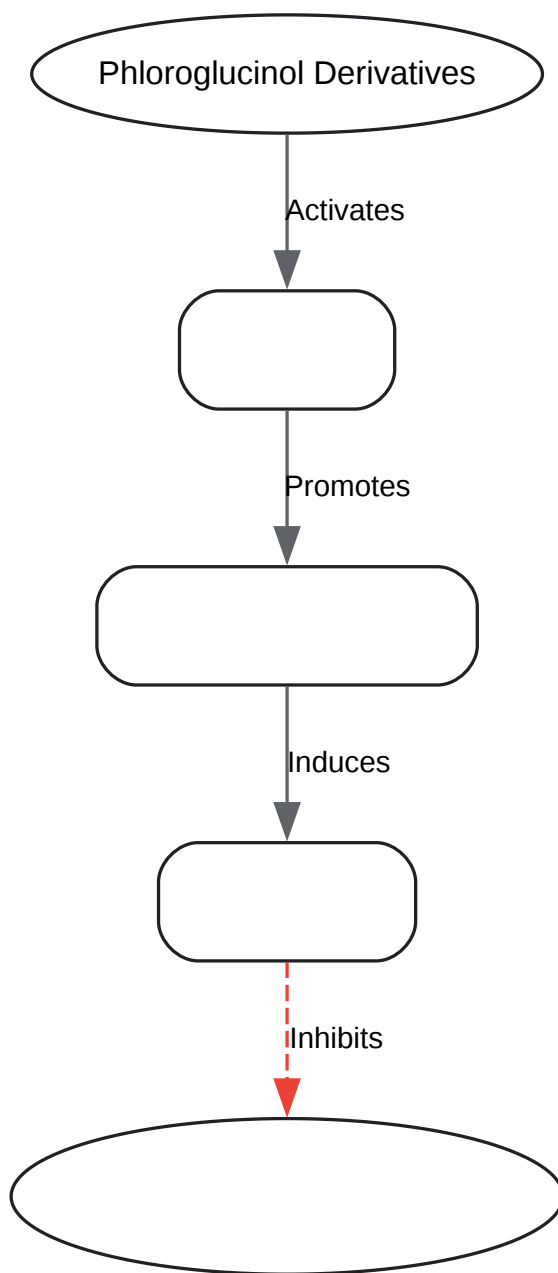 Phloroglucinol Derivatives
Activates
Promotes
Induces
Inhibits